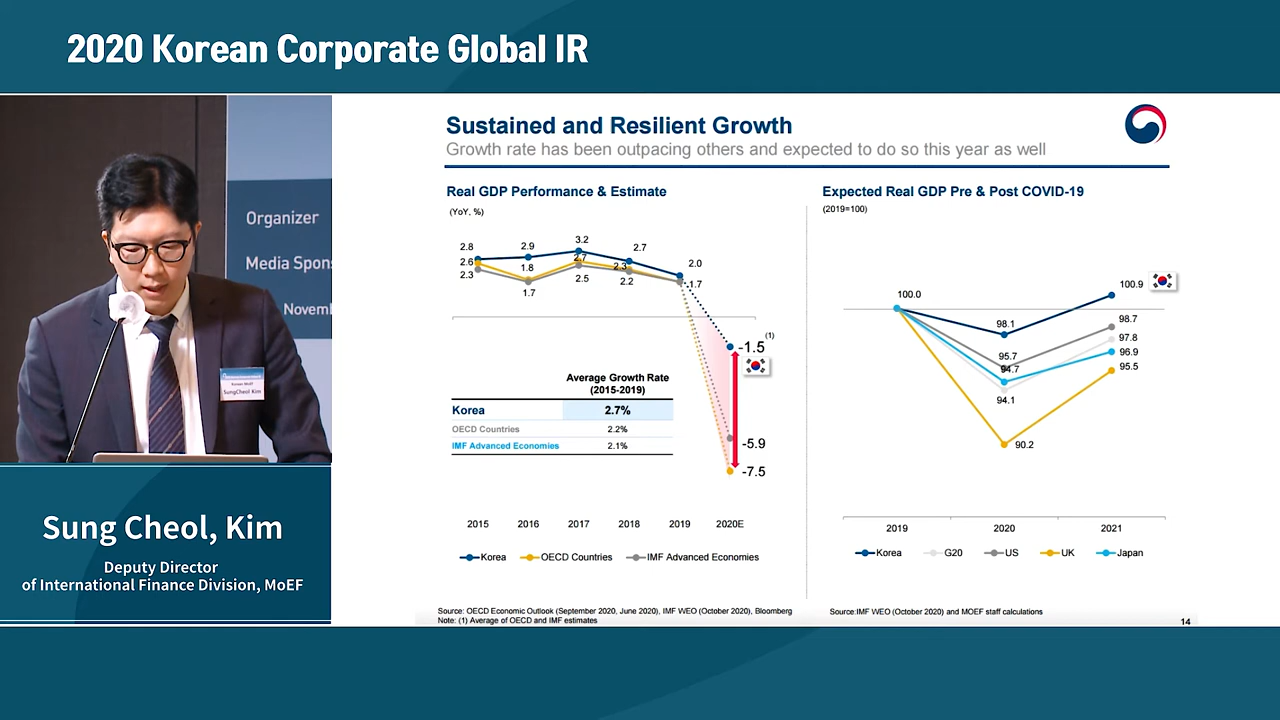 2020 Korean Corporate Global IR
Organizer
Media Spons
Novem
Korean MoEF
SungCheol Kim
Sung Cheol, Kim
Deputy Director
of International Finance Division, MoEF
Sustained and Resilient Growth
Growth rate has been outpacing others and expected to do so this year as well
Real GDP Performance & Estimate
(YoY, %)
2.8
2.9
3.2
2.7
2.0
2.6
1.8
2.7
2.3
1.7
2.3
1.7
2.5
2.2
-1.5
(1)
-5.9
-7.5
Average Growth Rate
(2015-2019)
Korea 2.7%
OECD Countries 2.2%
IMF Advanced Economies 2.1%
2015 2016 2017 2018 2019 2020E
Korea OECD Countries IMF Advanced Economies
Source: OECD Economic Outlook (September 2020, June 2020), IMF WEO (October 2020), Bloomberg
Note: (1) Average of OECD and IMF estimates
Expected Real GDP Pre & Post COVID-19
(2019=100)
100.0
98.1
100.9
95.7
94.7
94.1
90.2
98.7
97.8
96.9
95.5
2019 2020 2021
Korea G20 US UK Japan
Source:IMF WEO (October 2020) and MOEF staff calculations
14